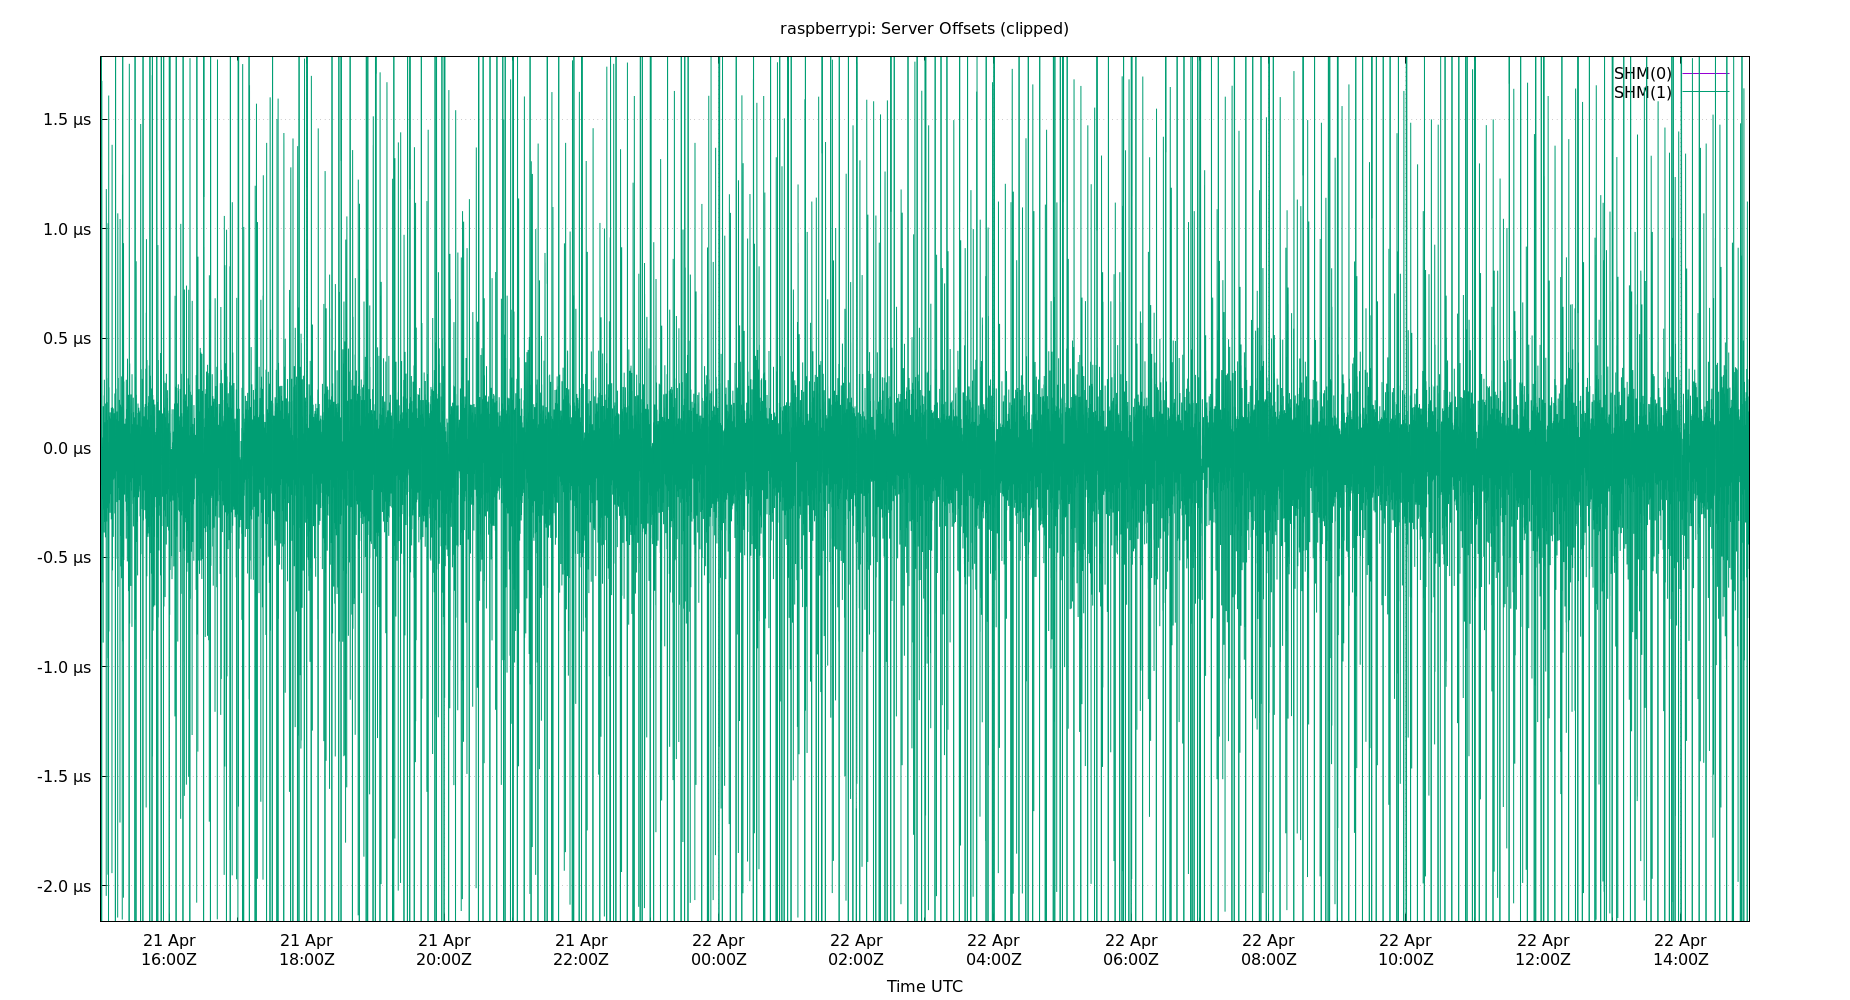 raspberrypi: Server Offsets (clipped)
SHM(0)
SHM(1)
1.5 μs
1.0 μs
0.5 μs
0.0 μs
-0.5 μs
-1.0 μs
-1.5 μs
-2.0 μs
21 Apr 21 Apr 21 Apr 21 Apr 22 Apr 22 Apr 22 Apr 22 Apr 22 Apr 22 Apr 22 Apr 22 Apr
16:00Z 18:00Z 20:00Z 22:00Z 00:00Z 02:00Z 04:00Z 06:00Z 08:00Z 10:00Z 12:00Z 14:00Z
Time UTC